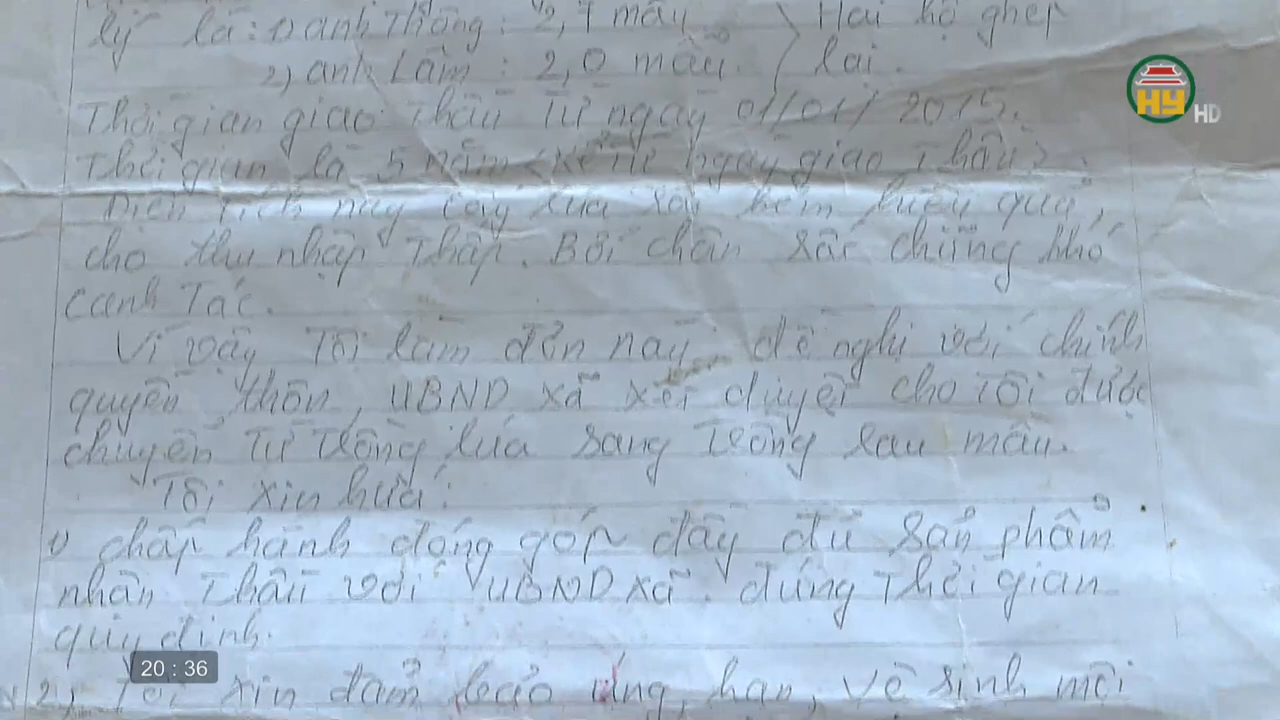 lý là: 1) anh Thông: 2,7 mẫu > Hai hộ ghép
2) anh Lâm: 2,0 mẫu > lại.
HY HD
Thời gian giao thầu từ ngày 01/01/2015.
Thời gian là 5 năm <kể từ ngày giao thầu>.
Diện tích này cấy lúa kém hiệu quả,
cho thu nhập thấp. Bởi chân sâu chũng khó
canh Tác.
Vì vậy Tôi làm đơn này đề nghị với chính
quyền thôn, UBND xã xét duyệt cho Tôi được
chuyển từ trồng lúa sang trồng rau mầu.
Tôi xin hứa:
1) chấp hành đóng góp đầy đủ sản phẩm
nhận thầu với UBND xã. đúng Thời gian
quy định.
20 : 36
2) Tôi xin đảm bảo úng, hạn, vệ sinh môi